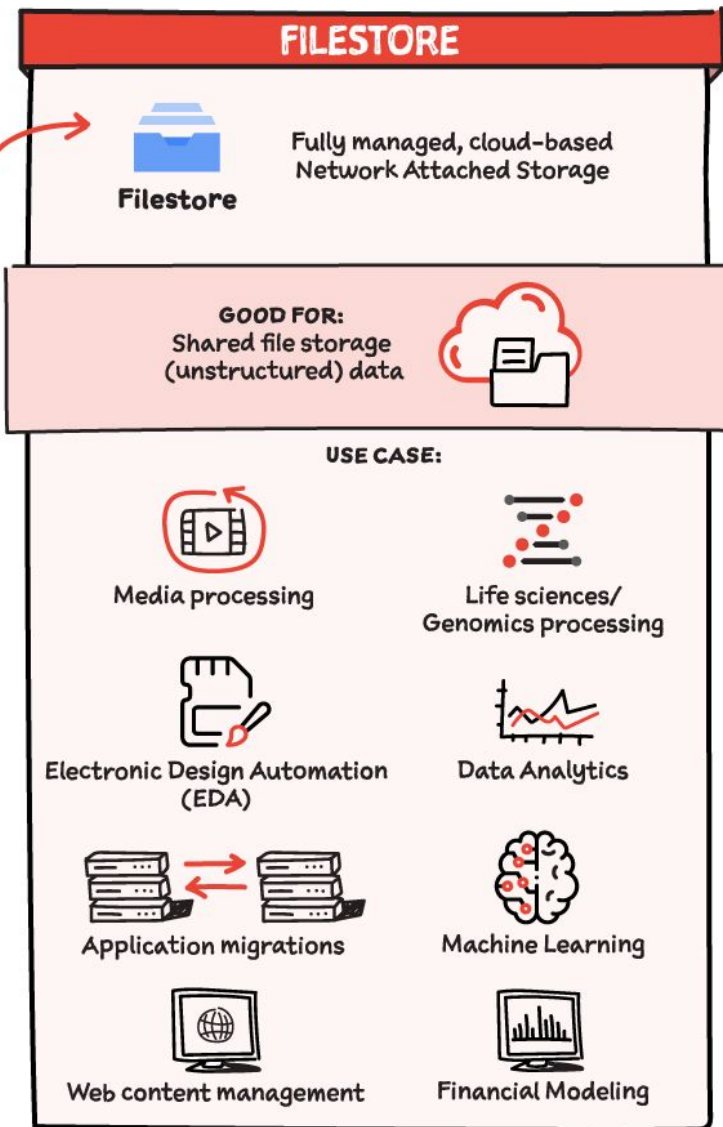 FILESTORE
Filestore
Fully managed, cloud-based
Network Attached Storage
GOOD FOR:
Shared file storage
(unstructured) data
USE CASE:
Media processing
Life sciences/
Genomics processing
Electronic Design Automation
(EDA)
Data Analytics
Application migrations
Machine Learning
Web content management
Financial Modeling